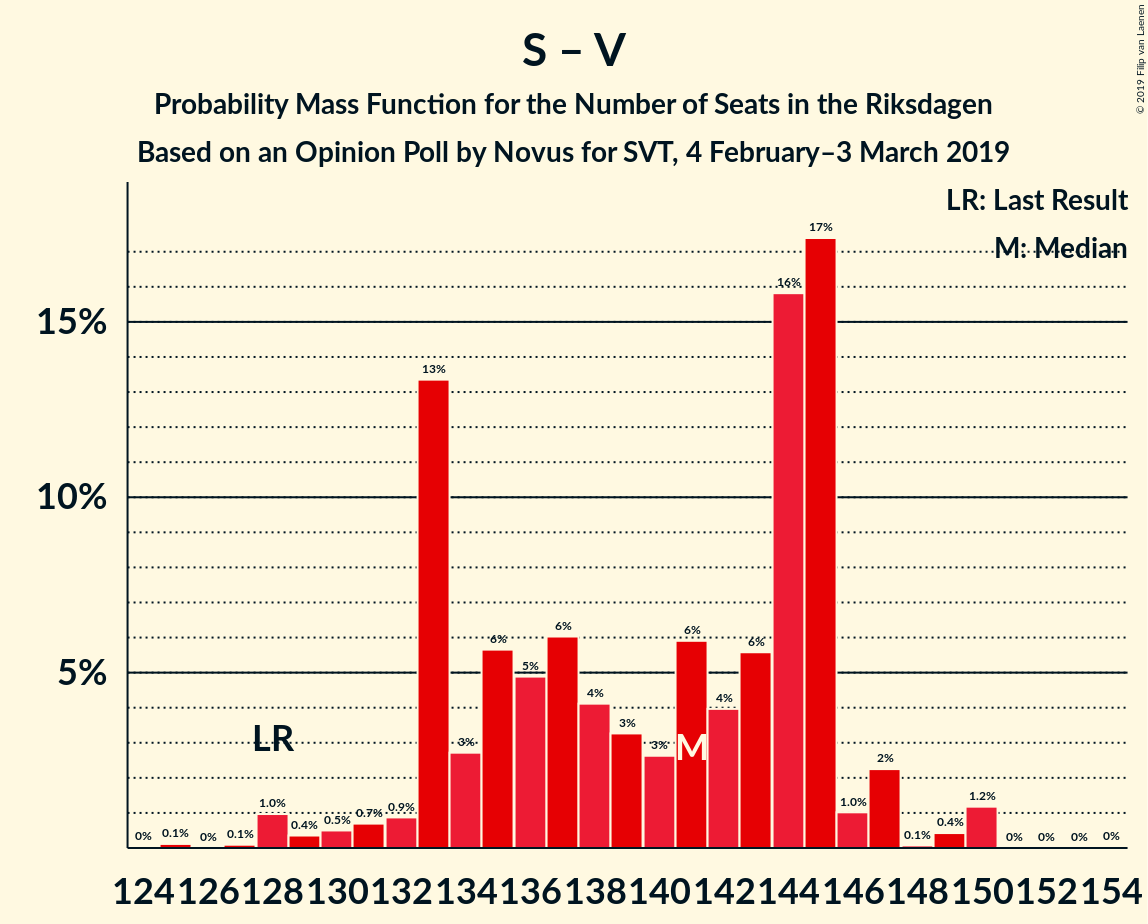 S – V
Probability Mass Function for the Number of Seats in the Riksdagen
Based on an Opinion Poll by Novus for SVT, 4 February–3 March 2019
© 2019 Filip van Laenen
LR: Last Result
M: Median
17%
16%
15%
13%
10%
6% 5% 6% 6% 6%
5%
4% 4%
3% 3% 3%
LR M
2%
1.0% 0.9% 1.0% 1.2%
0% 0.1% 0% 0.1% 0.4% 0.5% 0.7% 0.1% 0.4% 0% 0% 0% 0%
124 126 128 130 132 134 136 138 140 142 144 146 148 150 152 154